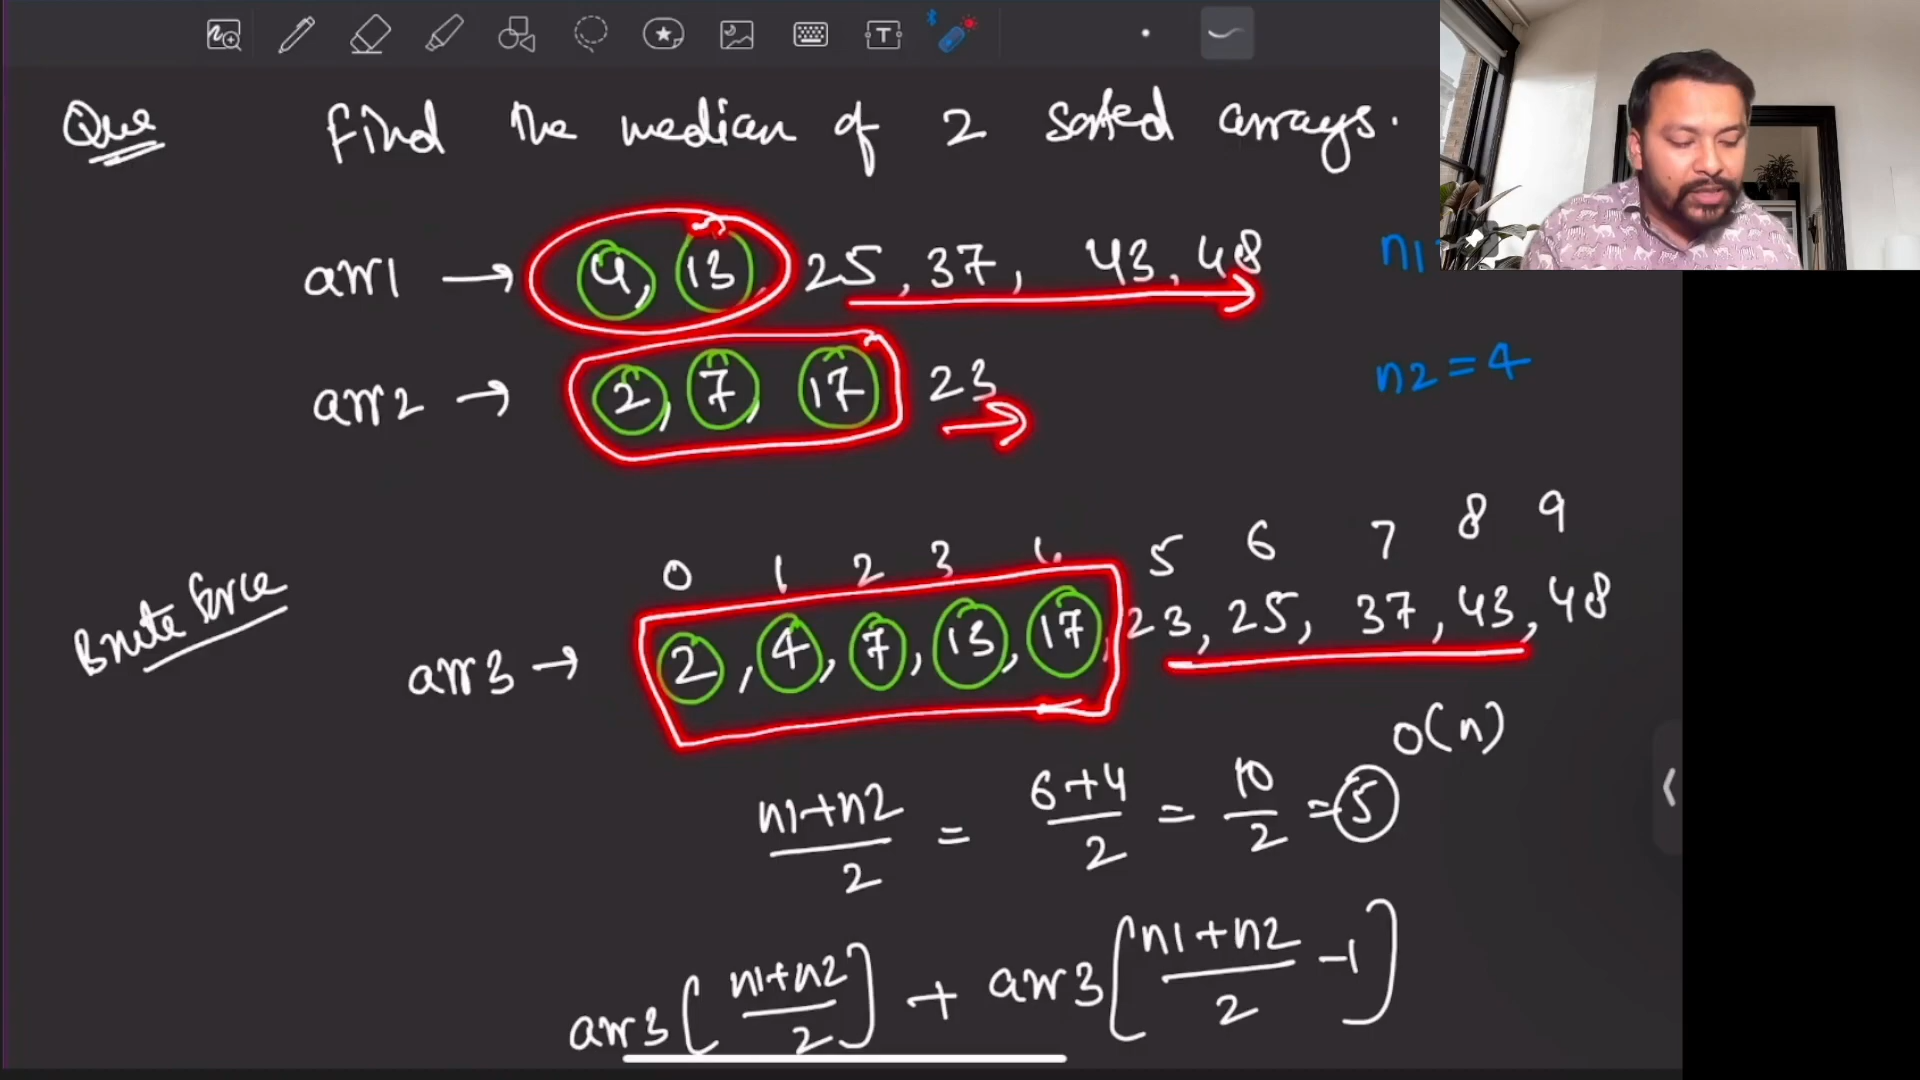 Que Find the median of 2 sorted arrays.
arr1 → 4, 13, 25, 37, 43, 48 n1
arr2 → 2, 7, 17 23 n2 = 4
0 1 2 3 5 6 7 8 9
Brute force arr3 → 2, 4, 7, 13, 17, 23, 25, 37, 43, 48
O(n)
n1+n2/2 = 6+4/2 = 10/2 = 5
arr3[n1+n2/2] + arr3[n1+n2/2 -1]